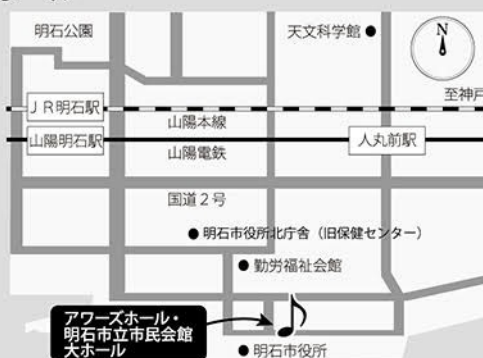 明石公園
天文科学館
N
至神戸
JR明石駅
山陽本線
山陽明石駅
山陽電鉄
人丸前駅
国道2号
明石市役所北庁舎（旧保健センター）
勤労福祉会館
アワーズホール・
明石市立市民会館
大ホール
明石市役所